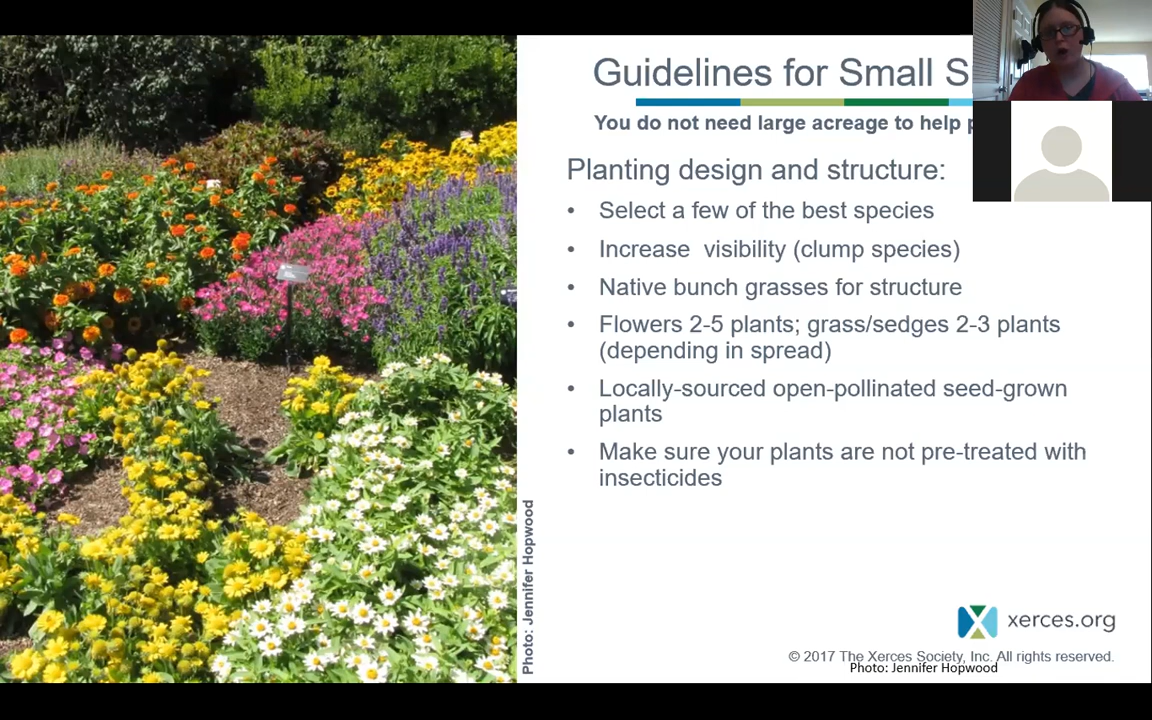 Guidelines for Small S
You do not need large acreage to help
Planting design and structure:
• Select a few of the best species
• Increase  visibility (clump species)
• Native bunch grasses for structure
• Flowers 2-5 plants; grass/sedges 2-3 plants
(depending in spread)
• Locally-sourced open-pollinated seed-grown
plants
• Make sure your plants are not pre-treated with
insecticides
Photo: Jennifer Hopwood
xerces.org
© 2017 The Xerces Society, Inc. All rights reserved.
Photo: Jennifer Hopwood